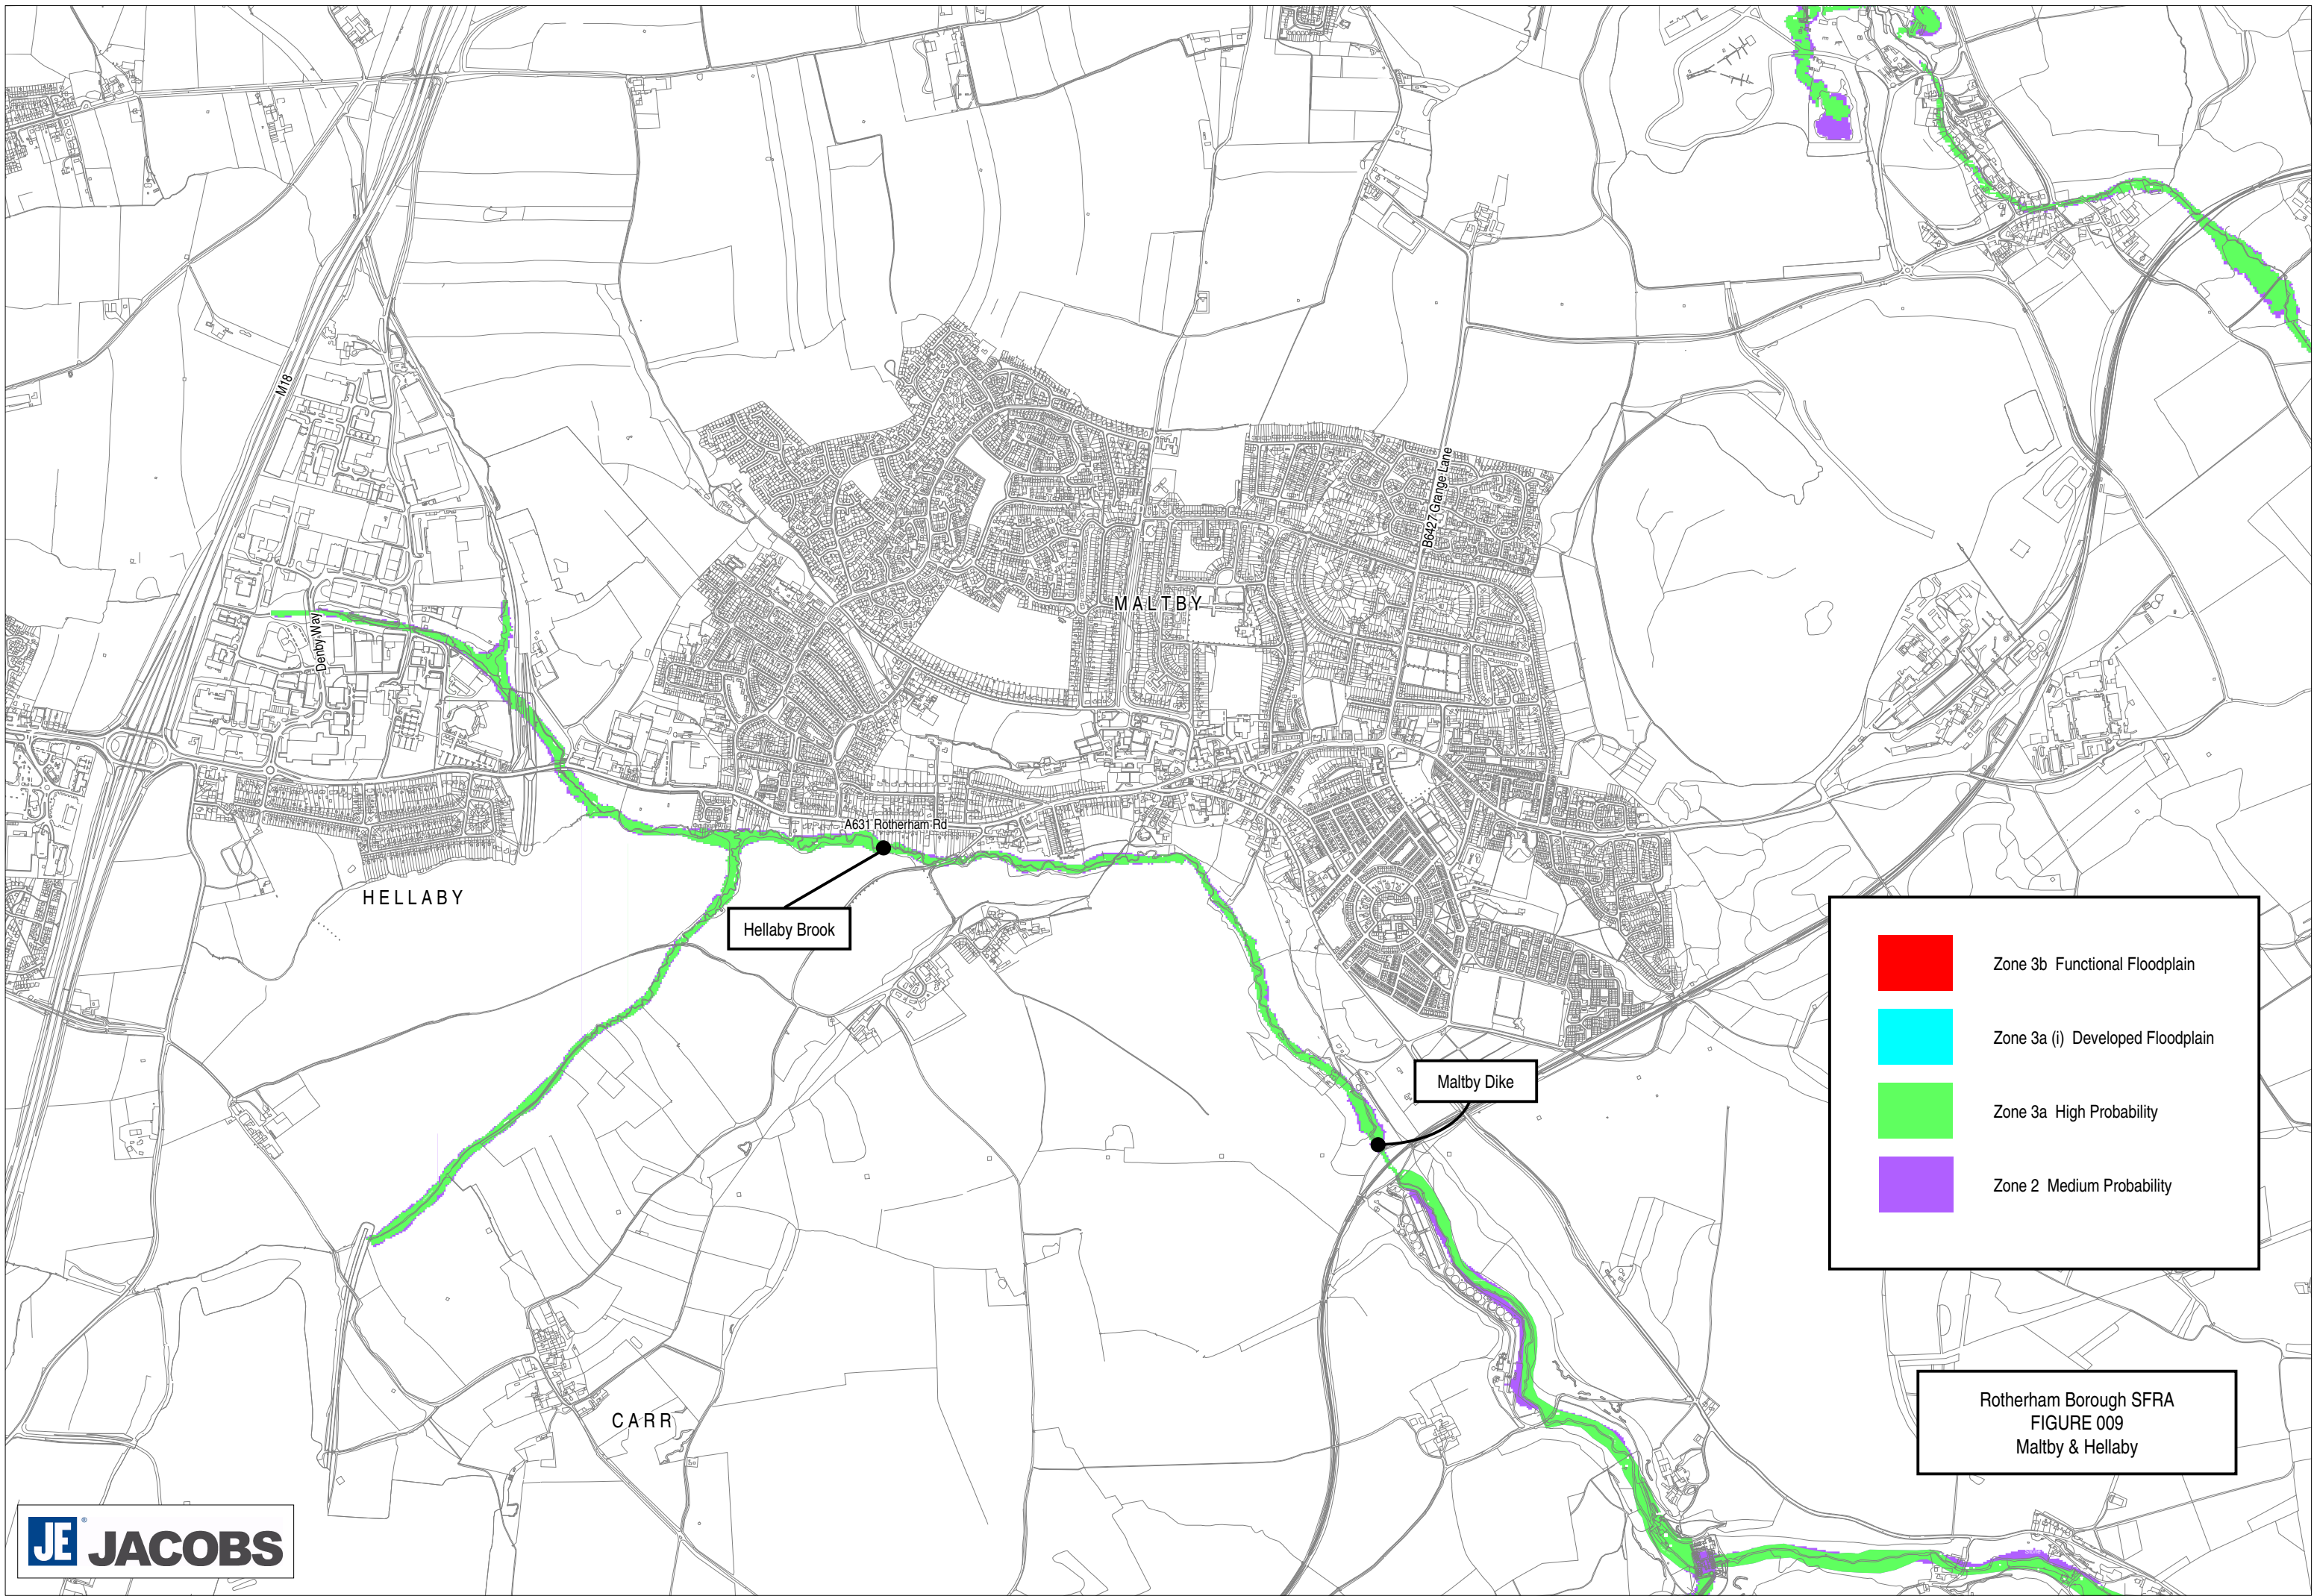 M18
B6427 Grange Lane
MALTBY
Denby Way
A631 Rotherham Rd
HELLABY
Hellaby Brook
Maltby Dike
Zone 3b Functional Floodplain
Zone 3a (i) Developed Floodplain
Zone 3a High Probability
Zone 2 Medium Probability
CARR
Rotherham Borough SFRA
FIGURE 009
Maltby & Hellaby
JE® JACOBS